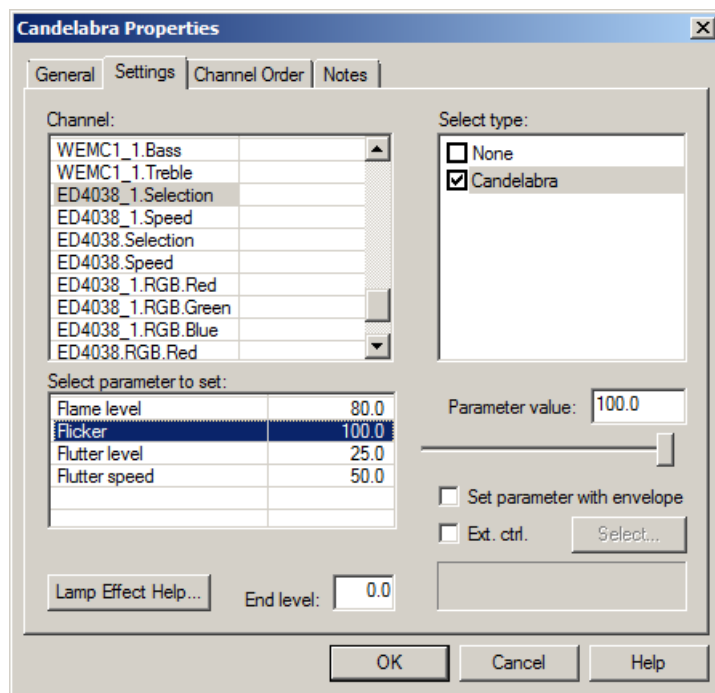 Candelabra Properties
General Settings Channel Order Notes
Channel:
WEMC1_1.Bass
WEMC1_1.Treble
ED4038_1.Selection
ED4038_1.Speed
ED4038.Selection
ED4038.Speed
ED4038_1.RGB.Red
ED4038_1.RGB.Green
ED4038_1.RGB.Blue
ED4038.RGB.Red
Select type:
None
Candelabra
Select parameter to set:
Flame level 80.0
Flicker 100.0
Flutter level 25.0
Flutter speed 50.0
Parameter value: 100.0
Set parameter with envelope
Ext. ctrl. Select...
Lamp Effect Help... End level: 0.0
OK Cancel Help